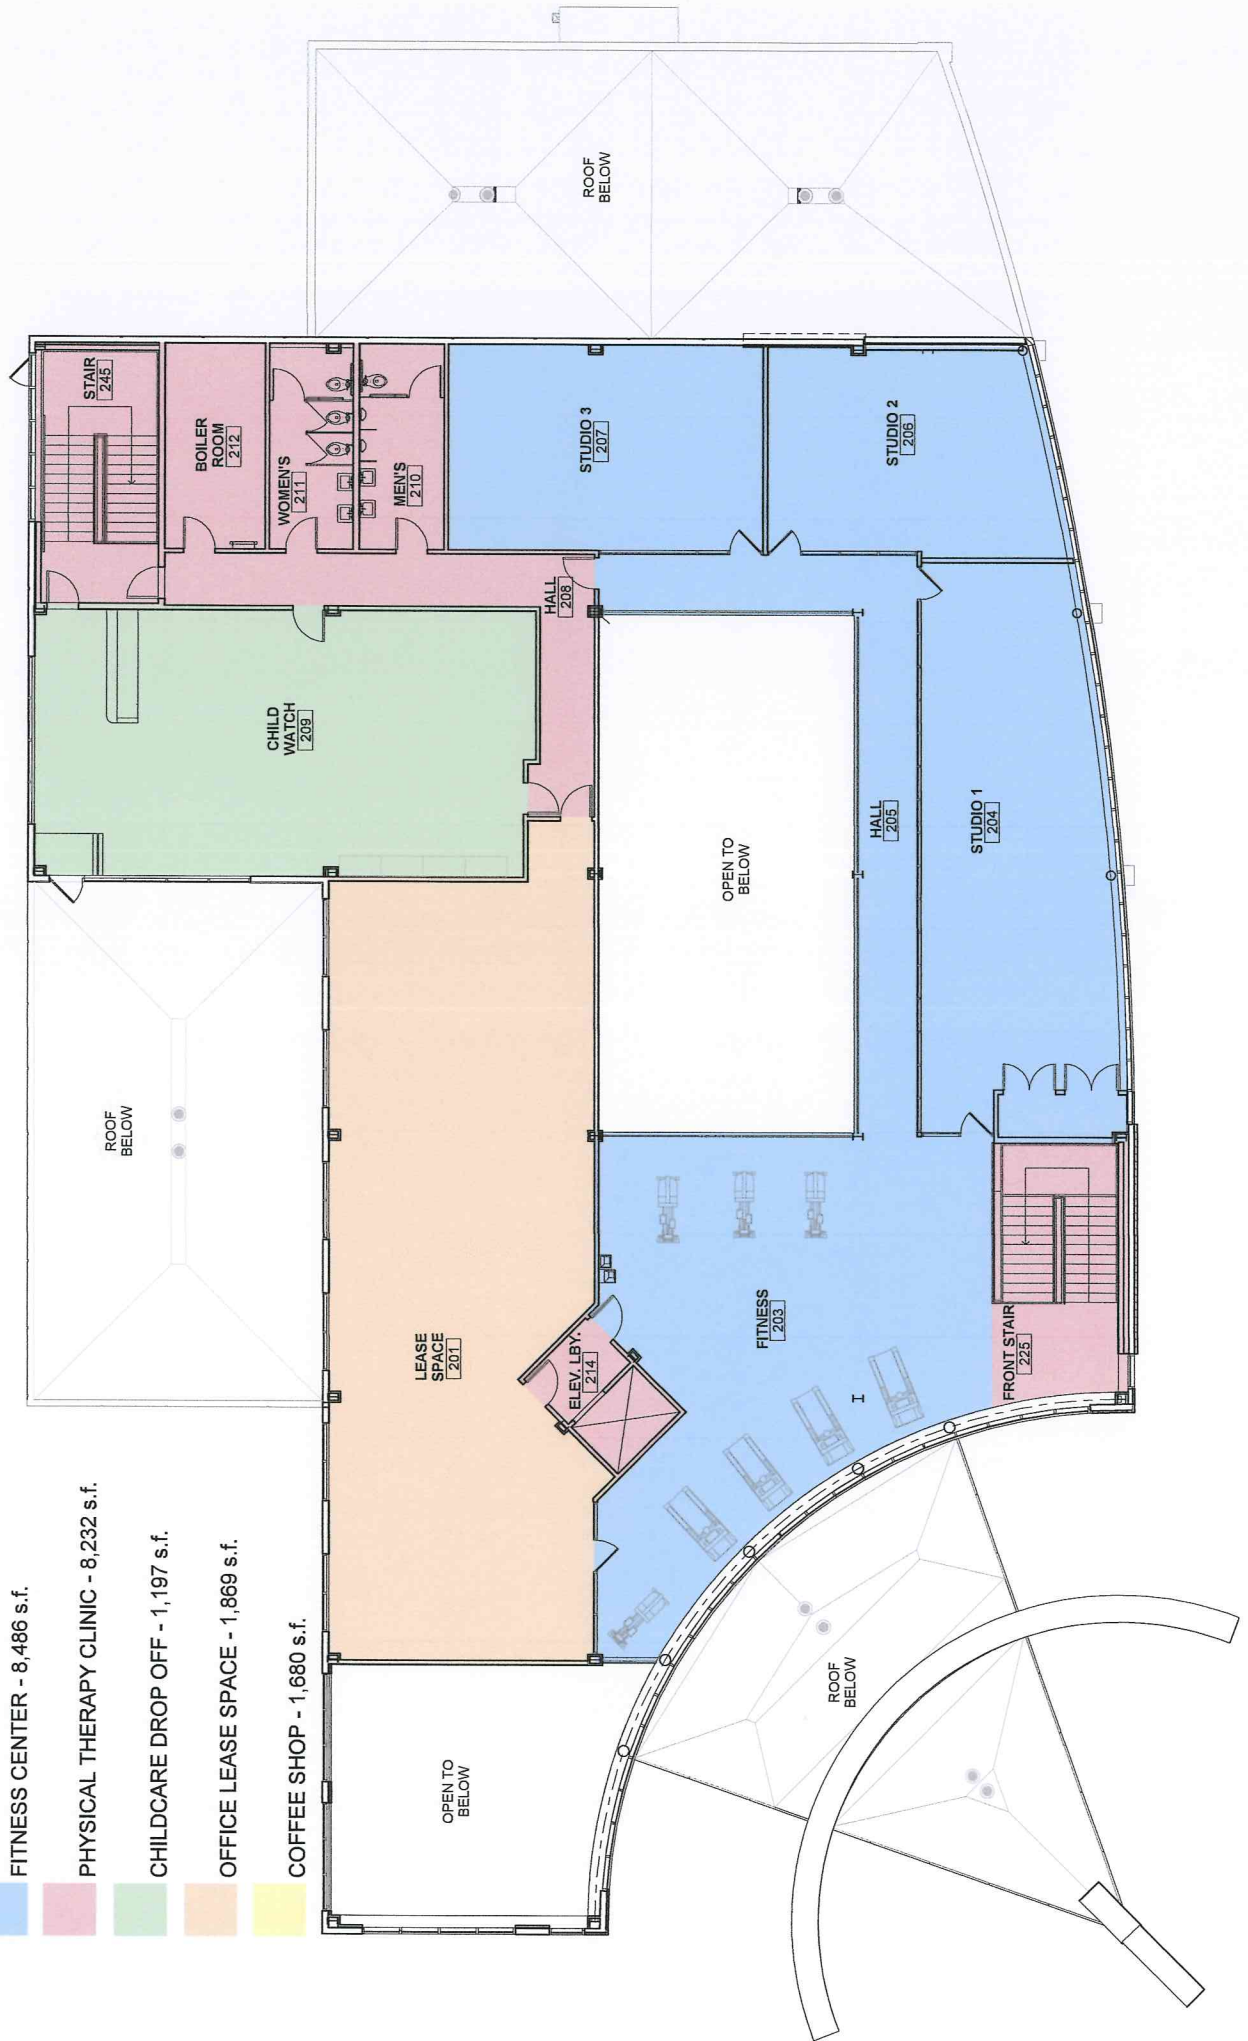 FITNESS CENTER - 8,486 s.f.
PHYSICAL THERAPY CLINIC - 8,232 s.f.
CHILDCARE DROP OFF - 1,197 s.f.
OFFICE LEASE SPACE - 1,869 s.f.
COFFEE SHOP - 1,680 s.f.
ROOF
BELOW
STAIR
245
BOILER
ROOM
212
WOMEN'S
211
MEN'S
210
CHILD
WATCH
209
HALL
208
STUDIO 3
207
STUDIO 2
206
ROOF
BELOW
LEASE
SPACE
201
OPEN TO
BELOW
HALL
205
STUDIO 1
204
ELEV. LBY.
214
FITNESS
203
FRONT STAIR
225
OPEN TO
BELOW
ROOF
BELOW